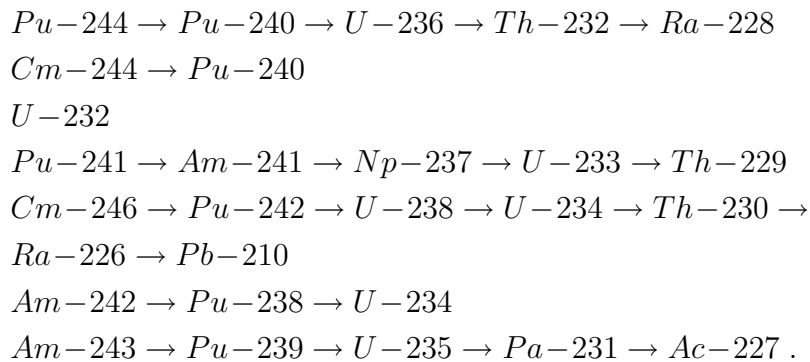 Pu−244 → Pu−240 → U−236 → Th−232 → Ra−228
Cm−244 → Pu−240
U−232
Pu−241 → Am−241 → Np−237 → U−233 → Th−229
Cm−246 → Pu−242 → U−238 → U−234 → Th−230 →
Ra−226 → Pb−210
Am−242 → Pu−238 → U−234
Am−243 → Pu−239 → U−235 → Pa−231 → Ac−227 .